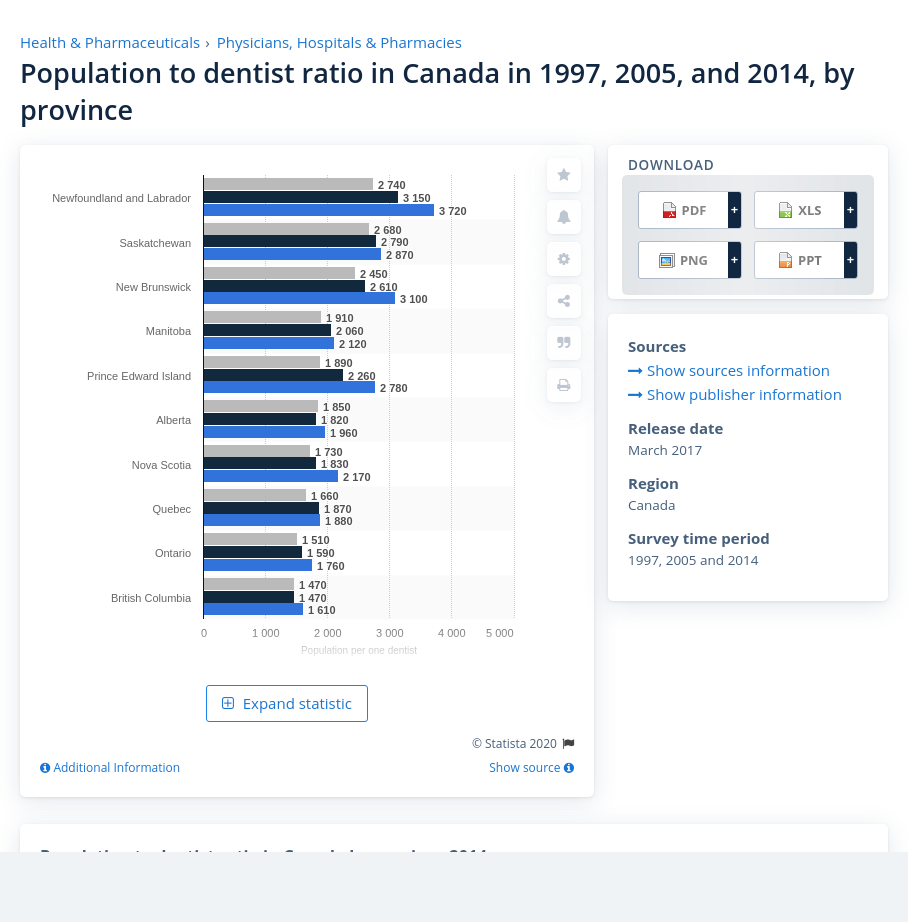 Health & Pharmaceuticals › Physicians, Hospitals & Pharmacies
Population to dentist ratio in Canada in 1997, 2005, and 2014, by
province
Newfoundland and Labrador
2 740
3 150
3 720
Saskatchewan
2 680
2 790
2 870
New Brunswick
2 450
2 610
3 100
Manitoba
1 910
2 060
2 120
Prince Edward Island
1 890
2 260
2 780
Alberta
1 850
1 820
1 960
Nova Scotia
1 730
1 830
2 170
Quebec
1 660
1 870
1 880
Ontario
1 510
1 590
1 760
British Columbia
1 470
1 470
1 610
0 1 000 2 000 3 000 4 000 5 000
Population per one dentist
Expand statistic
© Statista 2020
Additional Information
Show source
DOWNLOAD
PDF +
XLS +
PNG +
PPT +
Sources
Show sources information
Show publisher information
Release date
March 2017
Region
Canada
Survey time period
1997, 2005 and 2014